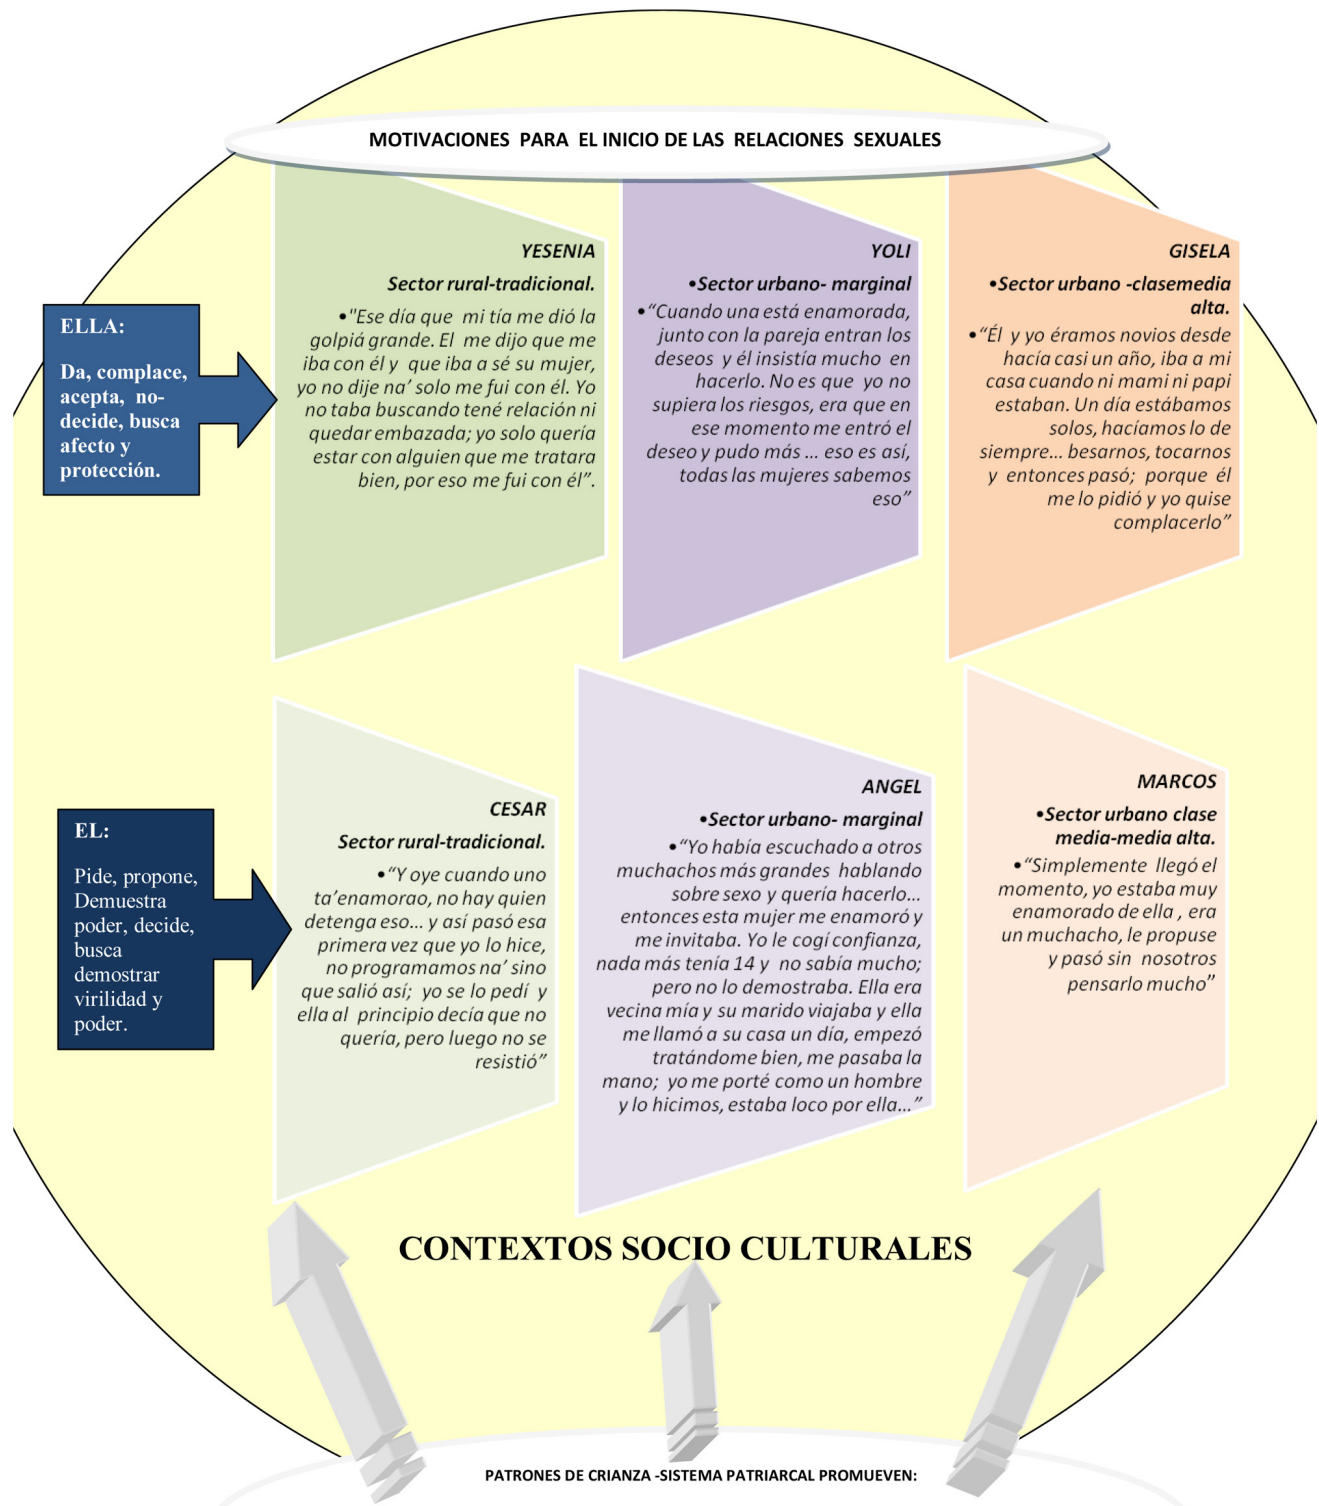 MOTIVACIONES PARA EL INICIO DE LAS RELACIONES SEXUALES
ELLA:
Da, complace,
acepta, no-
decide, busca
afecto y
protección.
YESENIA
Sector rural-tradicional.
•"Ese día que mi tía me dió la
golpiá grande. El me dijo que me
iba con él y que iba a sé su mujer,
yo no dije na’ solo me fui con él. Yo
no taba buscando tené relación ni
quedar embazada; yo solo quería
estar con alguien que me tratara
bien, por eso me fui con él”.
YOLI
•Sector urbano- marginal
•“Cuando una está enamorada,
junto con la pareja entran los
deseos y él insistía mucho en
hacerlo. No es que yo no
supiera los riesgos, era que en
ese momento me entró el
deseo y pudo más ... eso es así,
todas las mujeres sabemos
eso”
GISELA
•Sector urbano -clasemedia
alta.
•“Él y yo éramos novios desde
hacía casi un año, iba a mi
casa cuando ni mami ni papi
estaban. Un día estábamos
solos, hacíamos lo de
siempre... besarnos, tocarnos
y entonces pasó; porque él
me lo pidió y yo quise
complacerlo”
EL:
Pide, propone,
Demuestra
poder, decide,
busca
demostrar
virilidad y
poder.
CESAR
Sector rural-tradicional.
•“Y oye cuando uno
ta’enamorao, no hay quien
detenga eso... y así pasó esa
primera vez que yo lo hice,
no programamos na’ sino
que salió así; yo se lo pedí y
ella al principio decía que no
quería, pero luego no se
resistió”
ANGEL
•Sector urbano- marginal
•“Yo había escuchado a otros
muchachos más grandes hablando
sobre sexo y quería hacerlo...
entonces esta mujer me enamoró y
me invitaba. Yo le cogí confianza,
nada más tenía 14 y no sabía mucho;
pero no lo demostraba. Ella era
vecina mía y su marido viajaba y ella
me llamó a su casa un día, empezó
tratándome bien, me pasaba la
mano; yo me porté como un hombre
y lo hicimos, estaba loco por ella...”
MARCOS
•Sector urbano clase
media-media alta.
•“Simplemente llegó el
momento, yo estaba muy
enamorado de ella , era
un muchacho, le propuse
y pasó sin nosotros
pensarlo mucho”
CONTEXTOS SOCIO CULTURALES
PATRONES DE CRIANZA -SISTEMA PATRIARCAL PROMUEVEN: